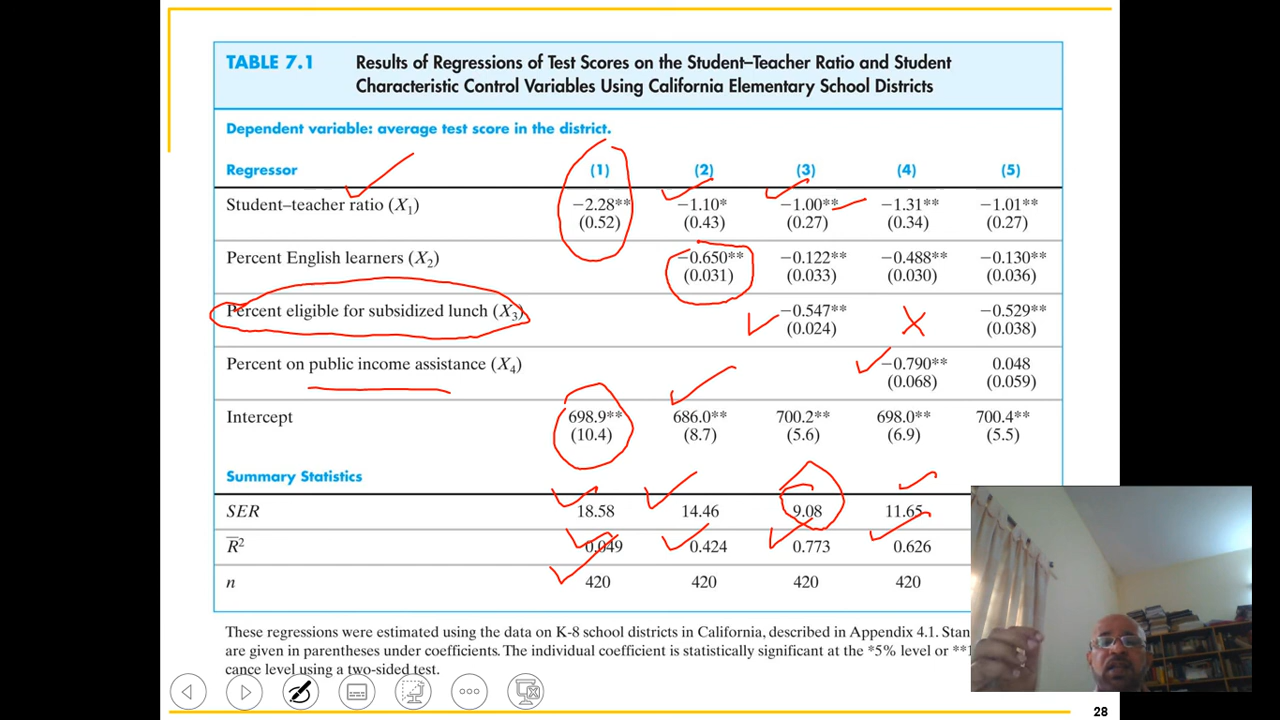 TABLE 7.1 Results of Regressions of Test Scores on the Student–Teacher Ratio and Student
Characteristic Control Variables Using California Elementary School Districts
Dependent variable: average test score in the district.
Regressor (1) (2) (3) (4) (5)
Student–teacher ratio (X₁) −2.28** −1.10* −1.00** −1.31** −1.01**
(0.52) (0.43) (0.27) (0.34) (0.27)
Percent English learners (X₂) −0.650** −0.122** −0.488** −0.130**
(0.031) (0.033) (0.030) (0.036)
Percent eligible for subsidized lunch (X₃) −0.547** −0.529**
(0.024) (0.038)
Percent on public income assistance (X₄) −0.790** 0.048
(0.068) (0.059)
Intercept 698.9** 686.0** 700.2** 698.0** 700.4**
(10.4) (8.7) (5.6) (6.9) (5.5)
Summary Statistics
SER 18.58 14.46 9.08 11.65
R̅² 0.049 0.424 0.773 0.626
n 420 420 420 420
These regressions were estimated using the data on K-8 school districts in California, described in Appendix 4.1. Stan
are given in parentheses under coefficients. The individual coefficient is statistically significant at the *5% level or **1
cance level using a two-sided test.
28